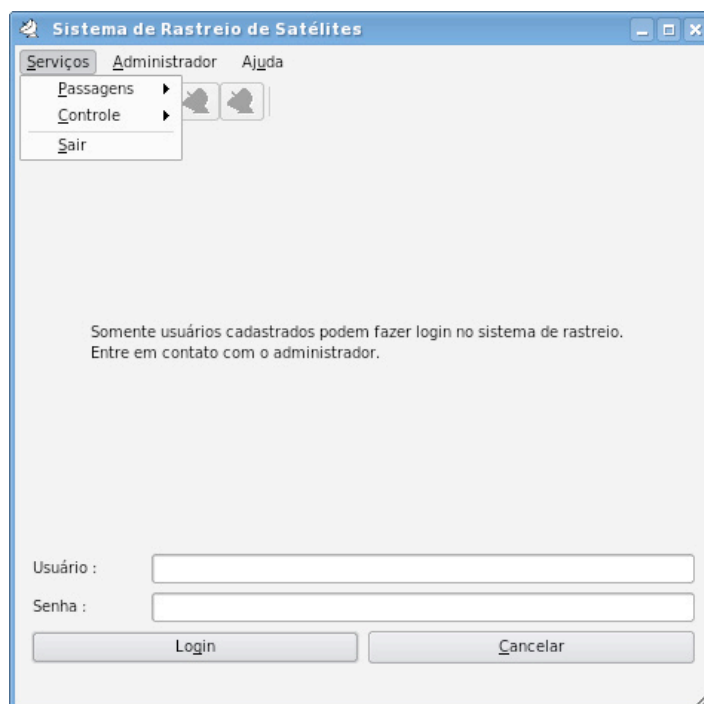 Sistema de Rastreio de Satélites
Serviços Administrador Ajuda
Passagens
Controle
Sair
Somente usuários cadastrados podem fazer login no sistema de rastreio.
Entre em contato com o administrador.
Usuário :
Senha :
Login Cancelar